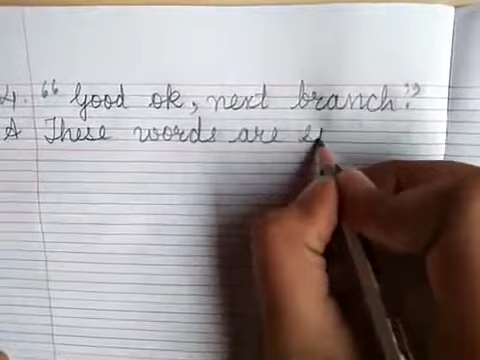 4. “ Good ok, next branch.”
A These words are s